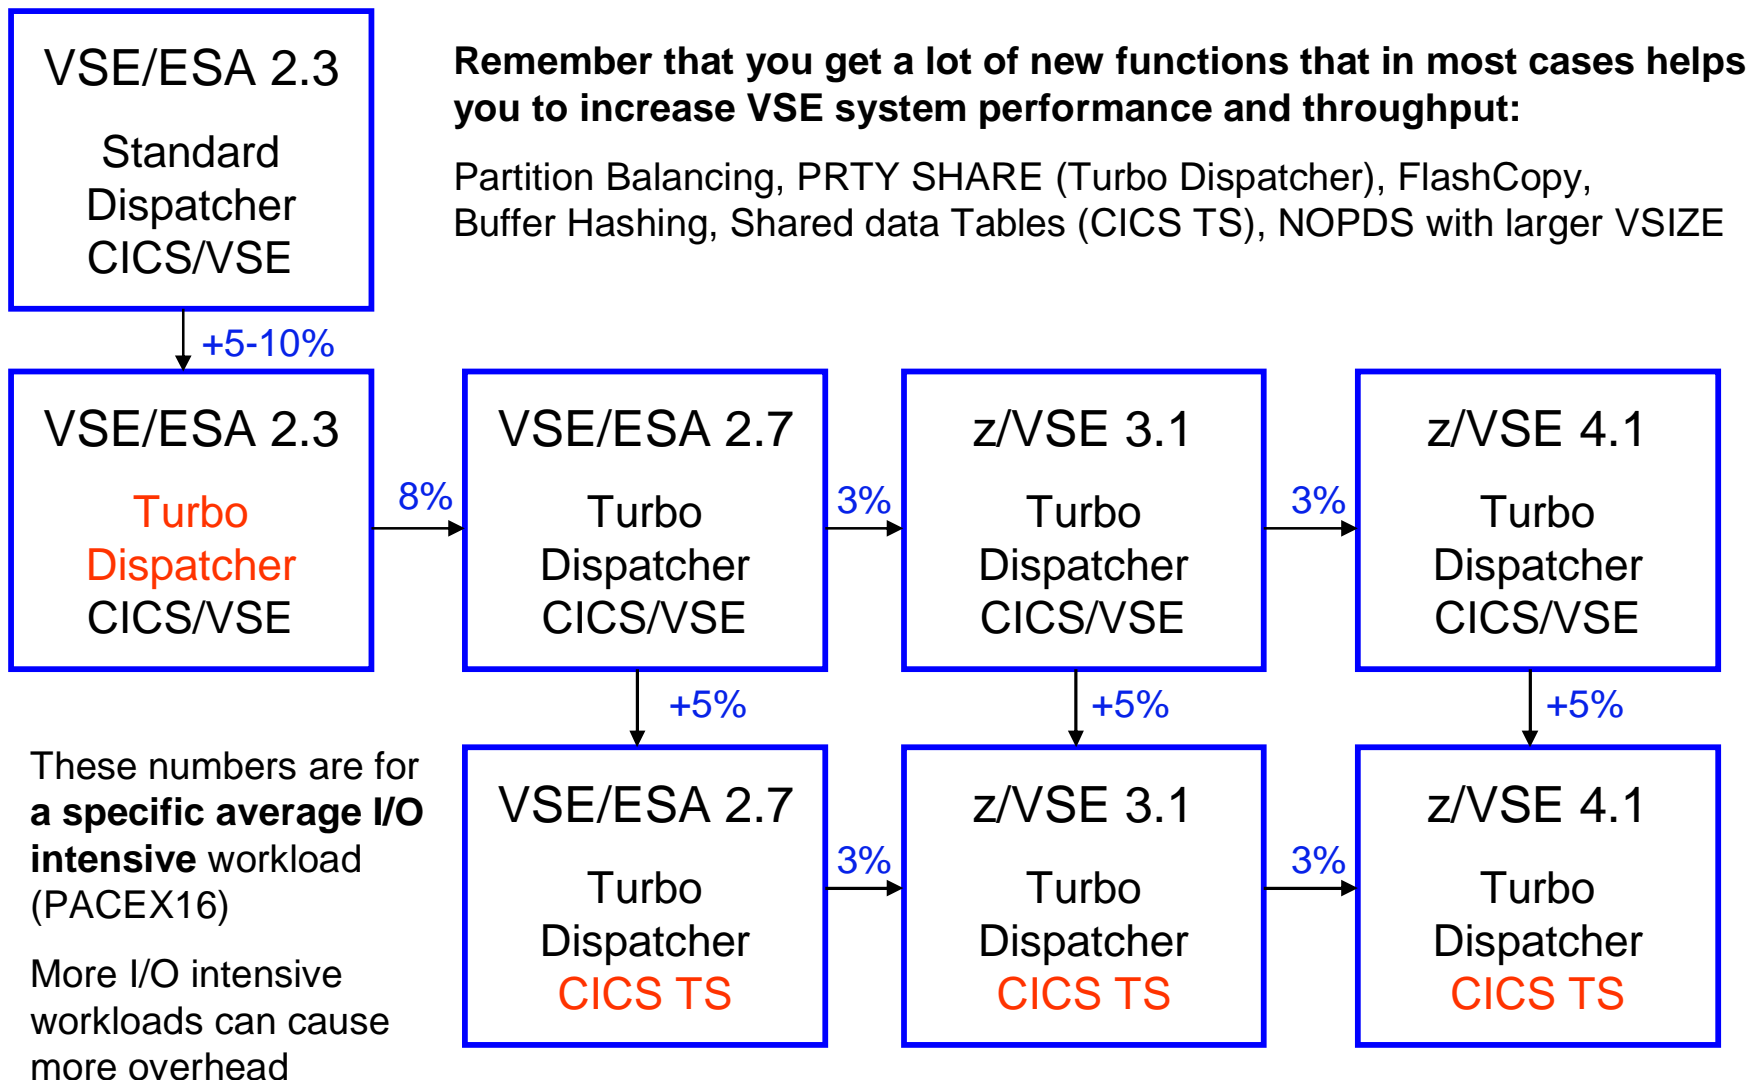 VSE/ESA 2.3
Standard
Dispatcher
CICS/VSE
Remember that you get a lot of new functions that in most cases helps
you to increase VSE system performance and throughput:
Partition Balancing, PRTY SHARE (Turbo Dispatcher), FlashCopy,
Buffer Hashing, Shared data Tables (CICS TS), NOPDS with larger VSIZE
+5-10%
VSE/ESA 2.3
Turbo
Dispatcher
CICS/VSE
8%
VSE/ESA 2.7
Turbo
Dispatcher
CICS/VSE
3%
z/VSE 3.1
Turbo
Dispatcher
CICS/VSE
3%
z/VSE 4.1
Turbo
Dispatcher
CICS/VSE
+5%
+5%
+5%
These numbers are for
a specific average I/O
intensive workload
(PACEX16)
More I/O intensive
workloads can cause
more overhead
VSE/ESA 2.7
Turbo
Dispatcher
CICS TS
3%
z/VSE 3.1
Turbo
Dispatcher
CICS TS
3%
z/VSE 4.1
Turbo
Dispatcher
CICS TS